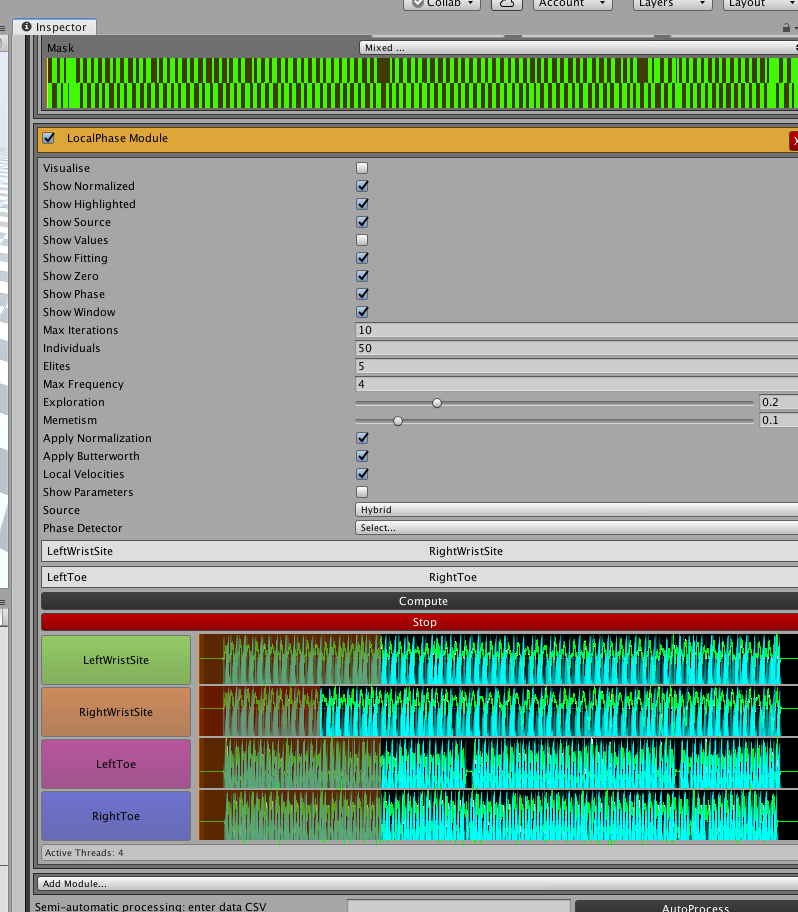 Collab Account Layers Layout
Inspector
Mask Mixed ...
LocalPhase Module X
Visualise
Show Normalized
Show Highlighted
Show Source
Show Values
Show Fitting
Show Zero
Show Phase
Show Window
Max Iterations 10
Individuals 50
Elites 5
Max Frequency 4
Exploration 0.2
Memetism 0.1
Apply Normalization
Apply Butterworth
Local Velocities
Show Parameters
Source Hybrid
Phase Detector Select...
LeftWristSite RightWristSite
LeftToe RightToe
Compute
Stop
LeftWristSite
RightWristSite
LeftToe
RightToe
Active Threads: 4
Add Module...
Semi-automatic processing: enter data CSV AutoProcess